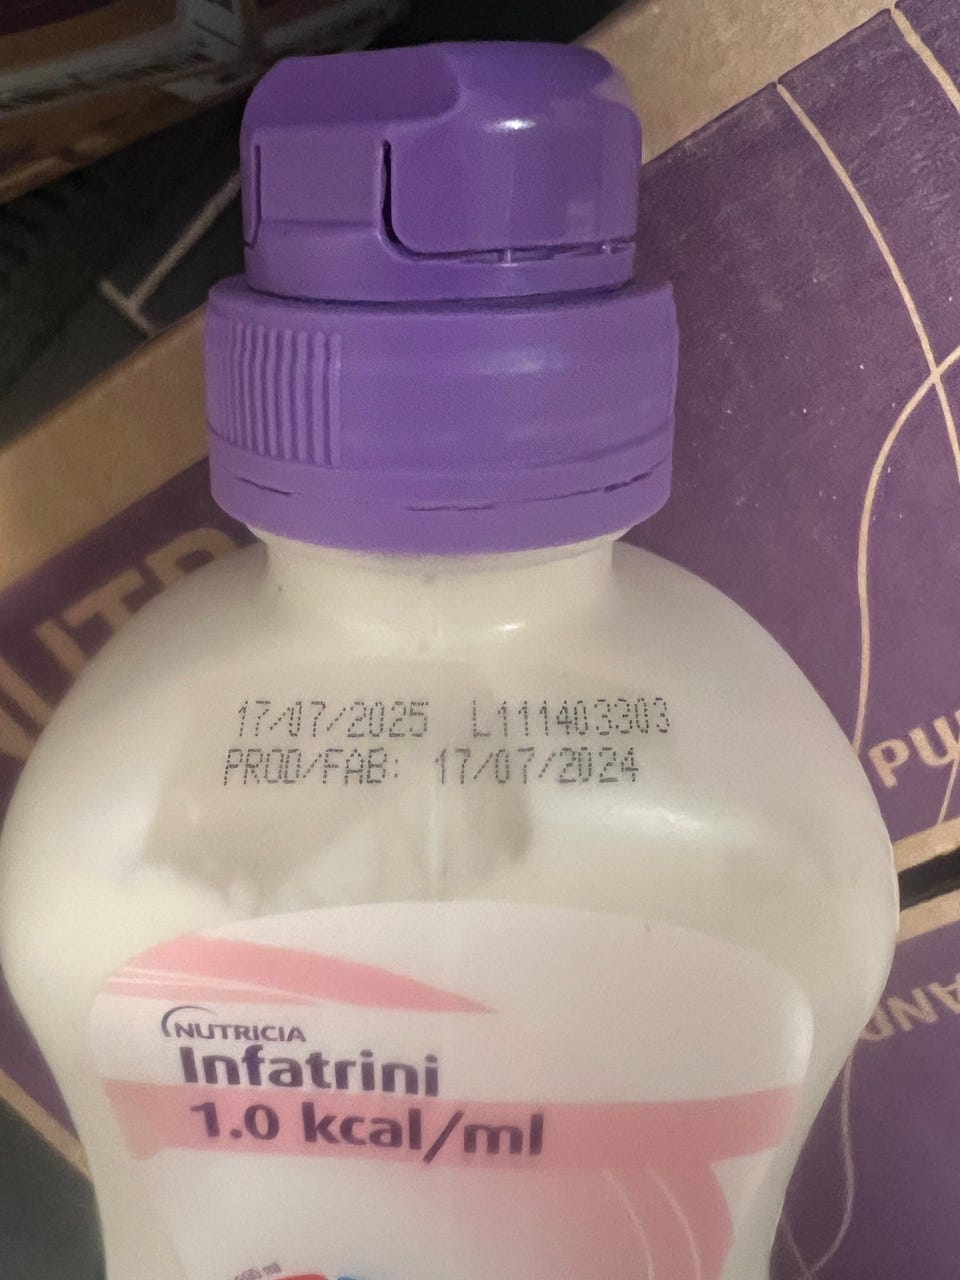 17/07/2025 L111403303
PROD/FAB: 17/07/2024
NUTRICIA
Infatrini
1.0 kcal/ml